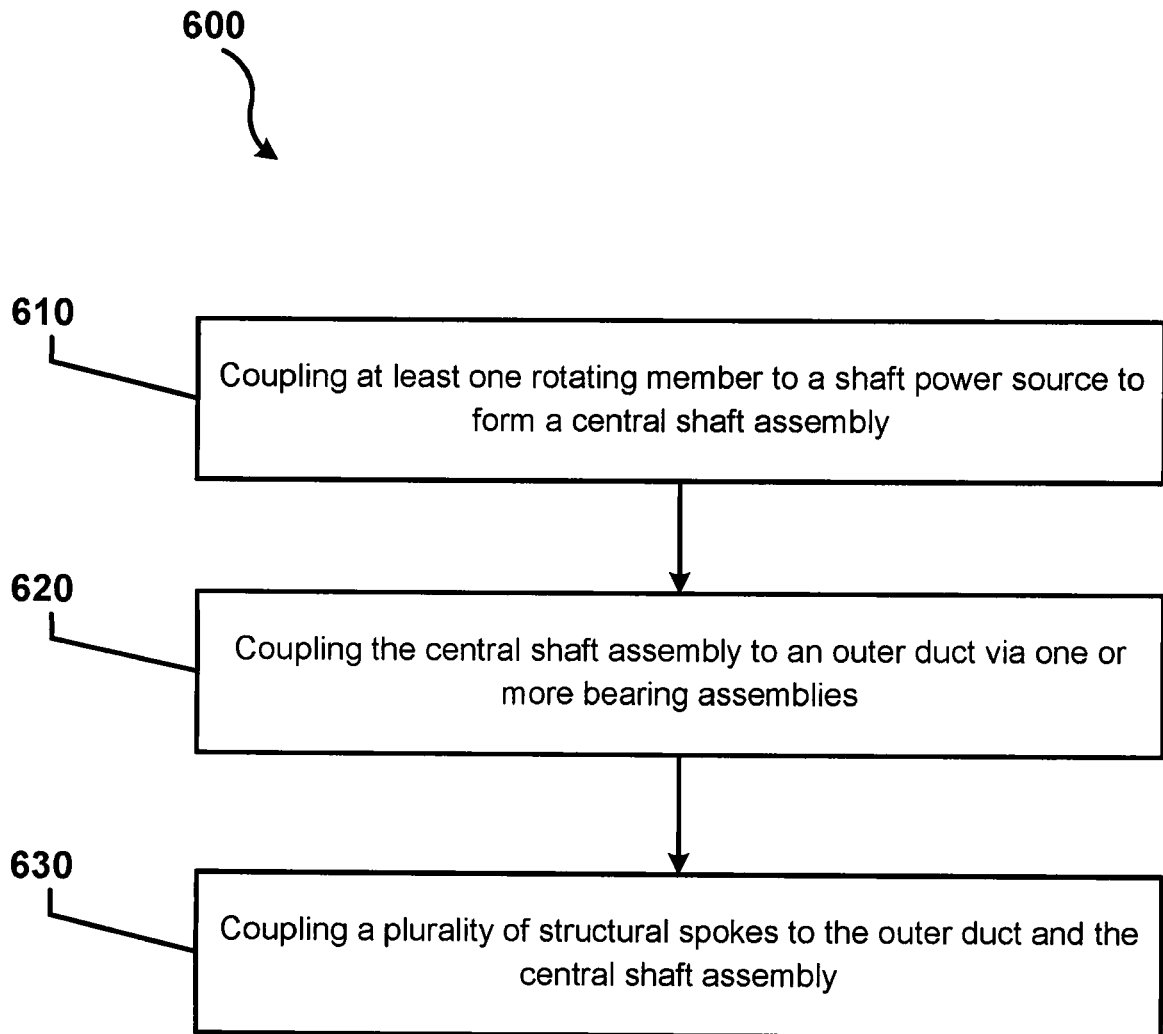 600
610
Coupling at least one rotating member to a shaft power source to
form a central shaft assembly
620
Coupling the central shaft assembly to an outer duct via one or
more bearing assemblies
630
Coupling a plurality of structural spokes to the outer duct and the
central shaft assembly